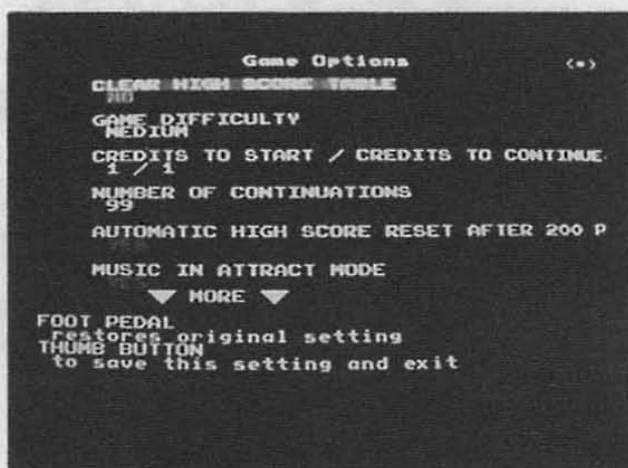 Game Options
CLEAR HIGH SCORE TABLE
NO
GAME DIFFICULTY
MEDIUM
CREDITS TO START / CREDITS TO CONTINUE
1 / 1
NUMBER OF CONTINUATIONS
99
AUTOMATIC HIGH SCORE RESET AFTER 200 P
MUSIC IN ATTRACT MODE
MORE
FOOT PEDAL
restores original setting
THUMB BUTTON
to save this setting and exit